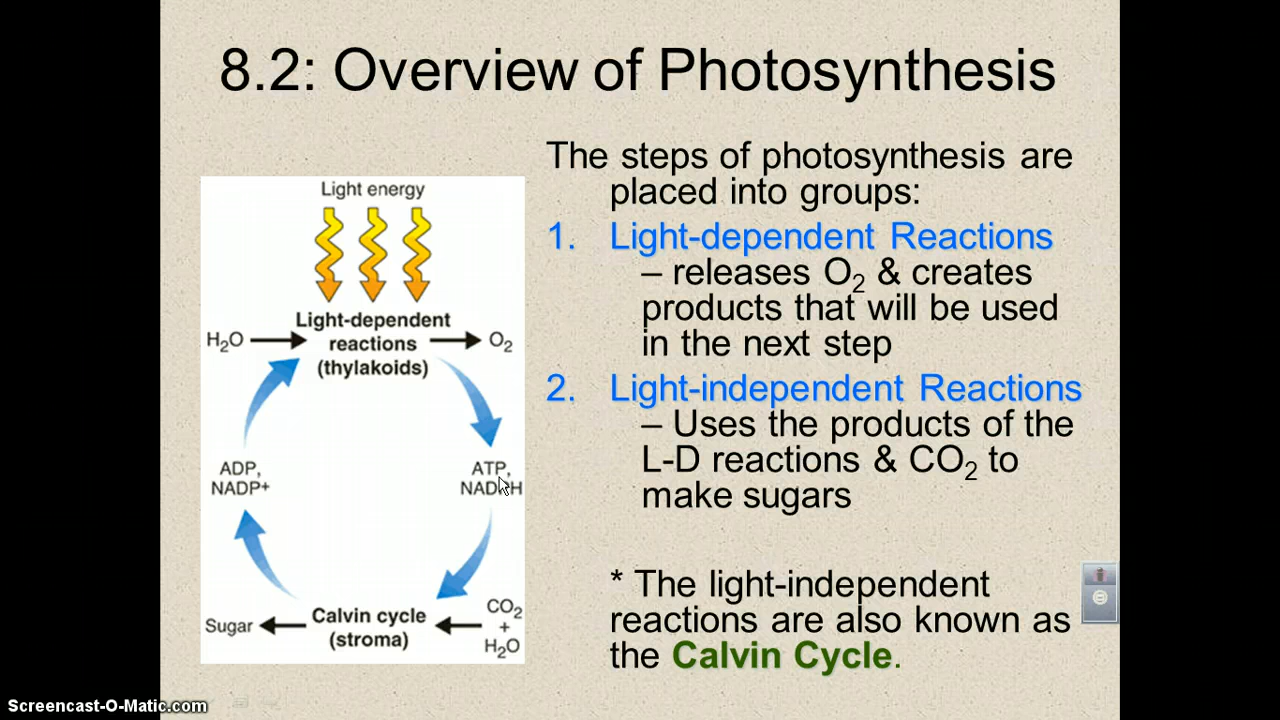 8.2: Overview of Photosynthesis
The steps of photosynthesis are
placed into groups:
1. Light-dependent Reactions
– releases O₂ & creates
products that will be used
in the next step
2. Light-independent Reactions
– Uses the products of the
L-D reactions & CO₂ to
make sugars
* The light-independent
reactions are also known as
the Calvin Cycle.
Light energy
Light-dependent
reactions
(thylakoids)
H₂O
O₂
ADP,
NADP+
ATP,
NADPH
Calvin cycle
(stroma)
Sugar
CO₂
+
H₂O
Screencast-O-Matic.com